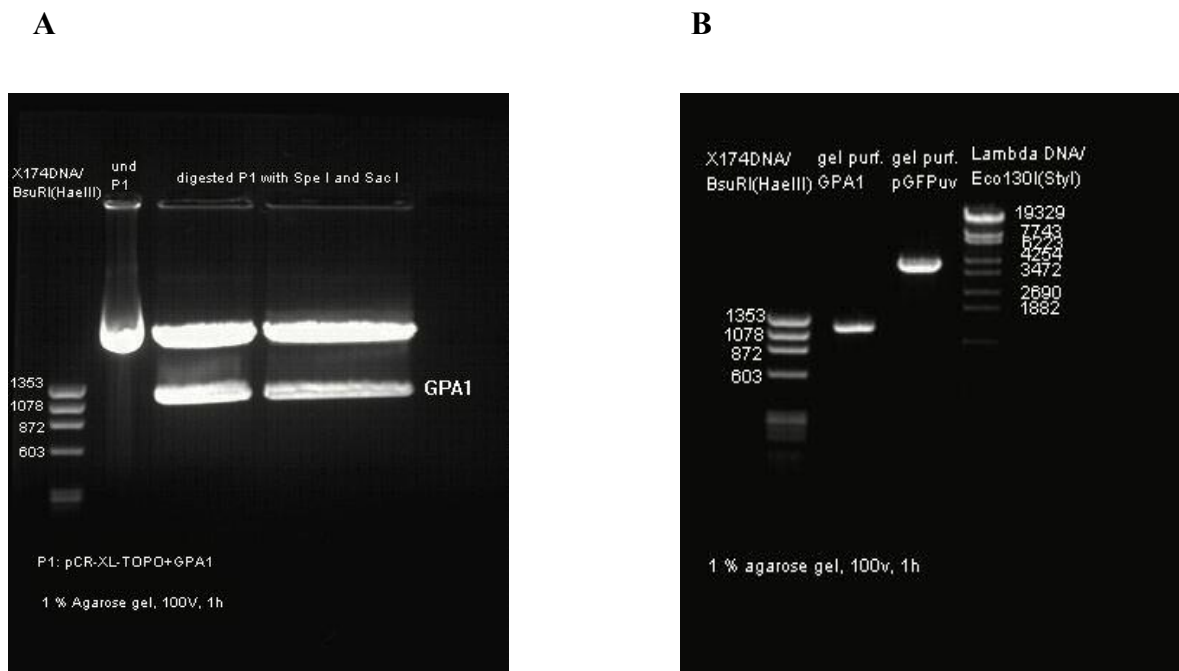 A
B
X174DNA/
BsuRI(HaeIII)
und
P1
digested P1 with Spe I and Sac I
1353
1078
872
603
GPA1
P1: pCR-XL-TOPO+GPA1
1 % Agarose gel, 100V, 1h
X174DNA/
BsuRI(HaeIII)
gel purf.
GPA1
gel purf.
pGFPuv
Lambda DNA/
Eco130I(StyI)
19329
7743
6223
4254
3472
2690
1882
1353
1078
872
603
1 % agarose gel, 100v, 1h